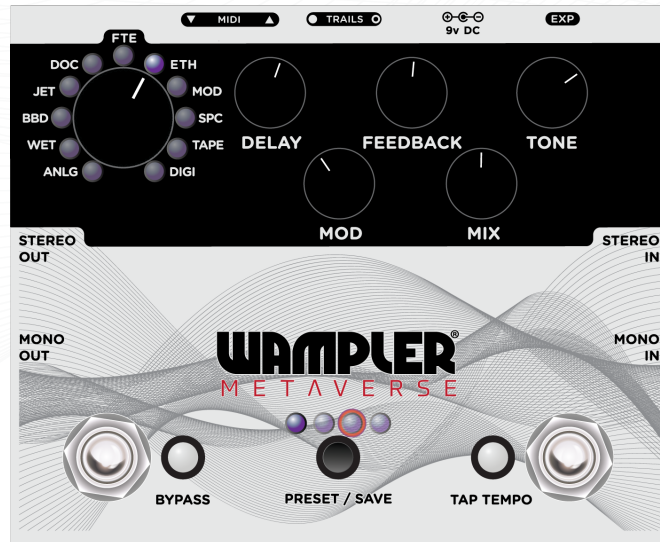 ▼ MIDI ▲
TRAILS
9v DC
EXP
FTE
DOC
ETH
JET
MOD
BBD
SPC
WET
TAPE
ANLG
DIGI
DELAY
FEEDBACK
TONE
MOD
MIX
STEREO
OUT
STEREO
IN
MONO
OUT
MONO
IN
WAMPLER®
METAVERSE
BYPASS
PRESET / SAVE
TAP TEMPO